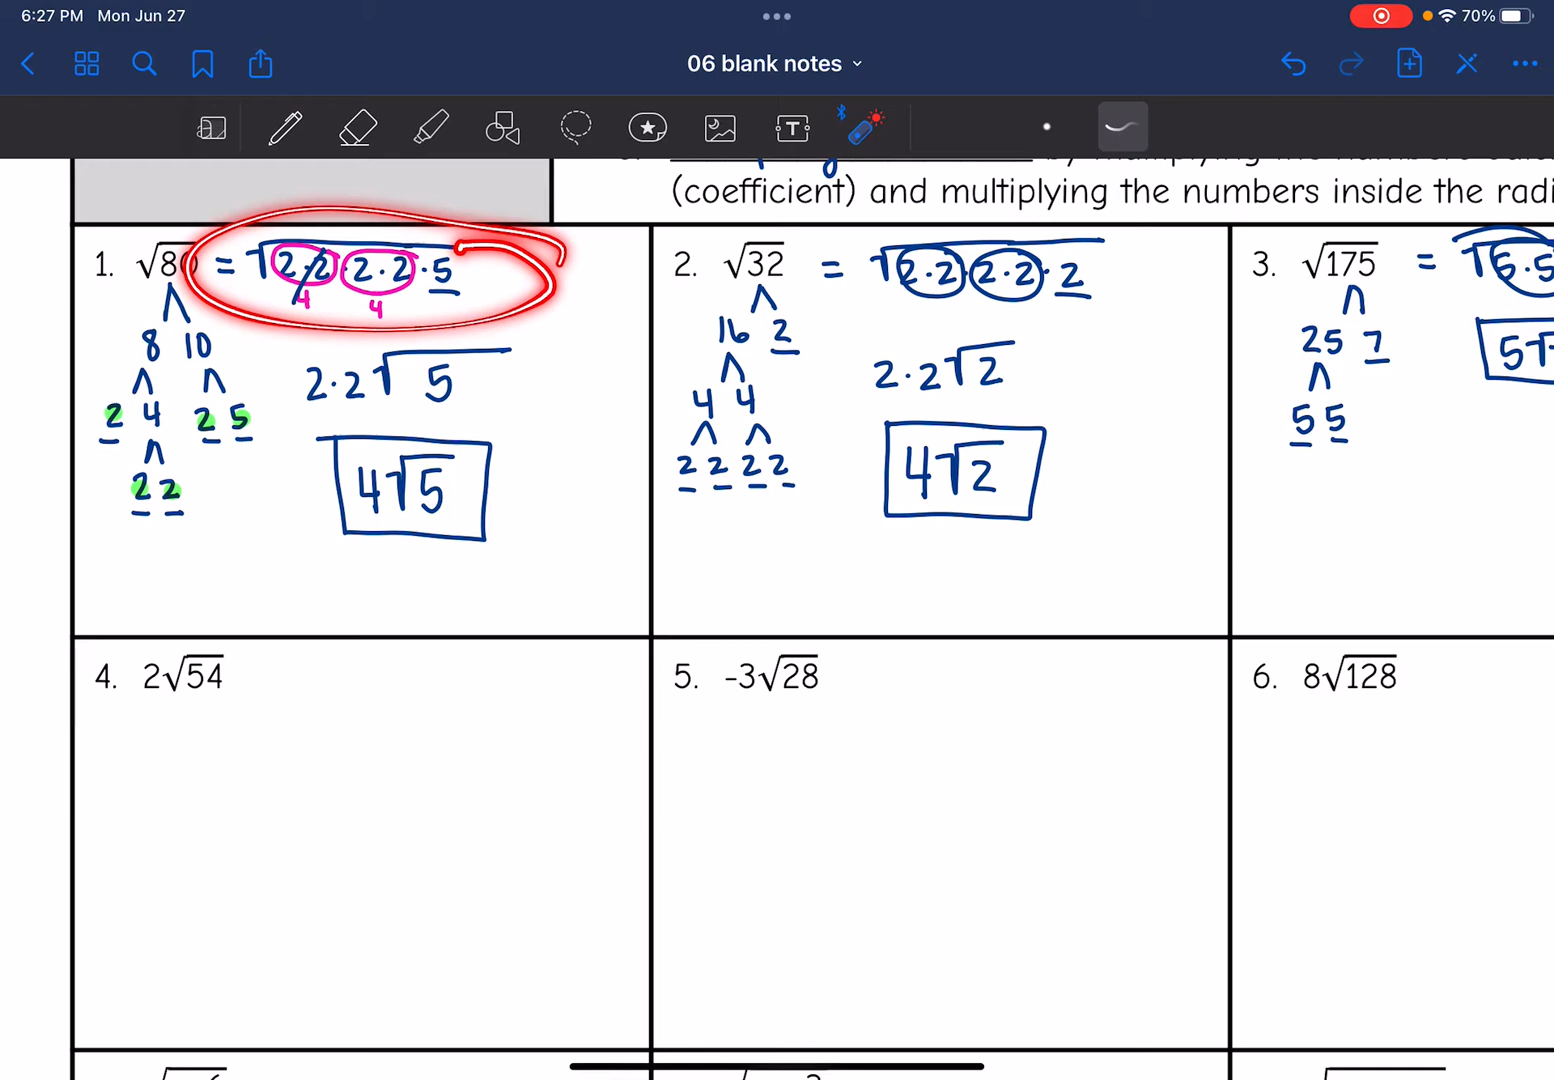 6:27 PM Mon Jun 27
70%
06 blank notes
(coefficient) and multiplying the numbers inside the radi
1. √80 = √2·2·2·2·5
4 4
8 10
2 4 2 5
2 2
2·2√5
4√5
2. √32 = √2·2·2·2·2
16 2
4 4
2 2 2 2
2·2√2
4√2
3. √175 = √5·5
25 7
5 5
5√
4. 2√54
5. -3√28
6. 8√128